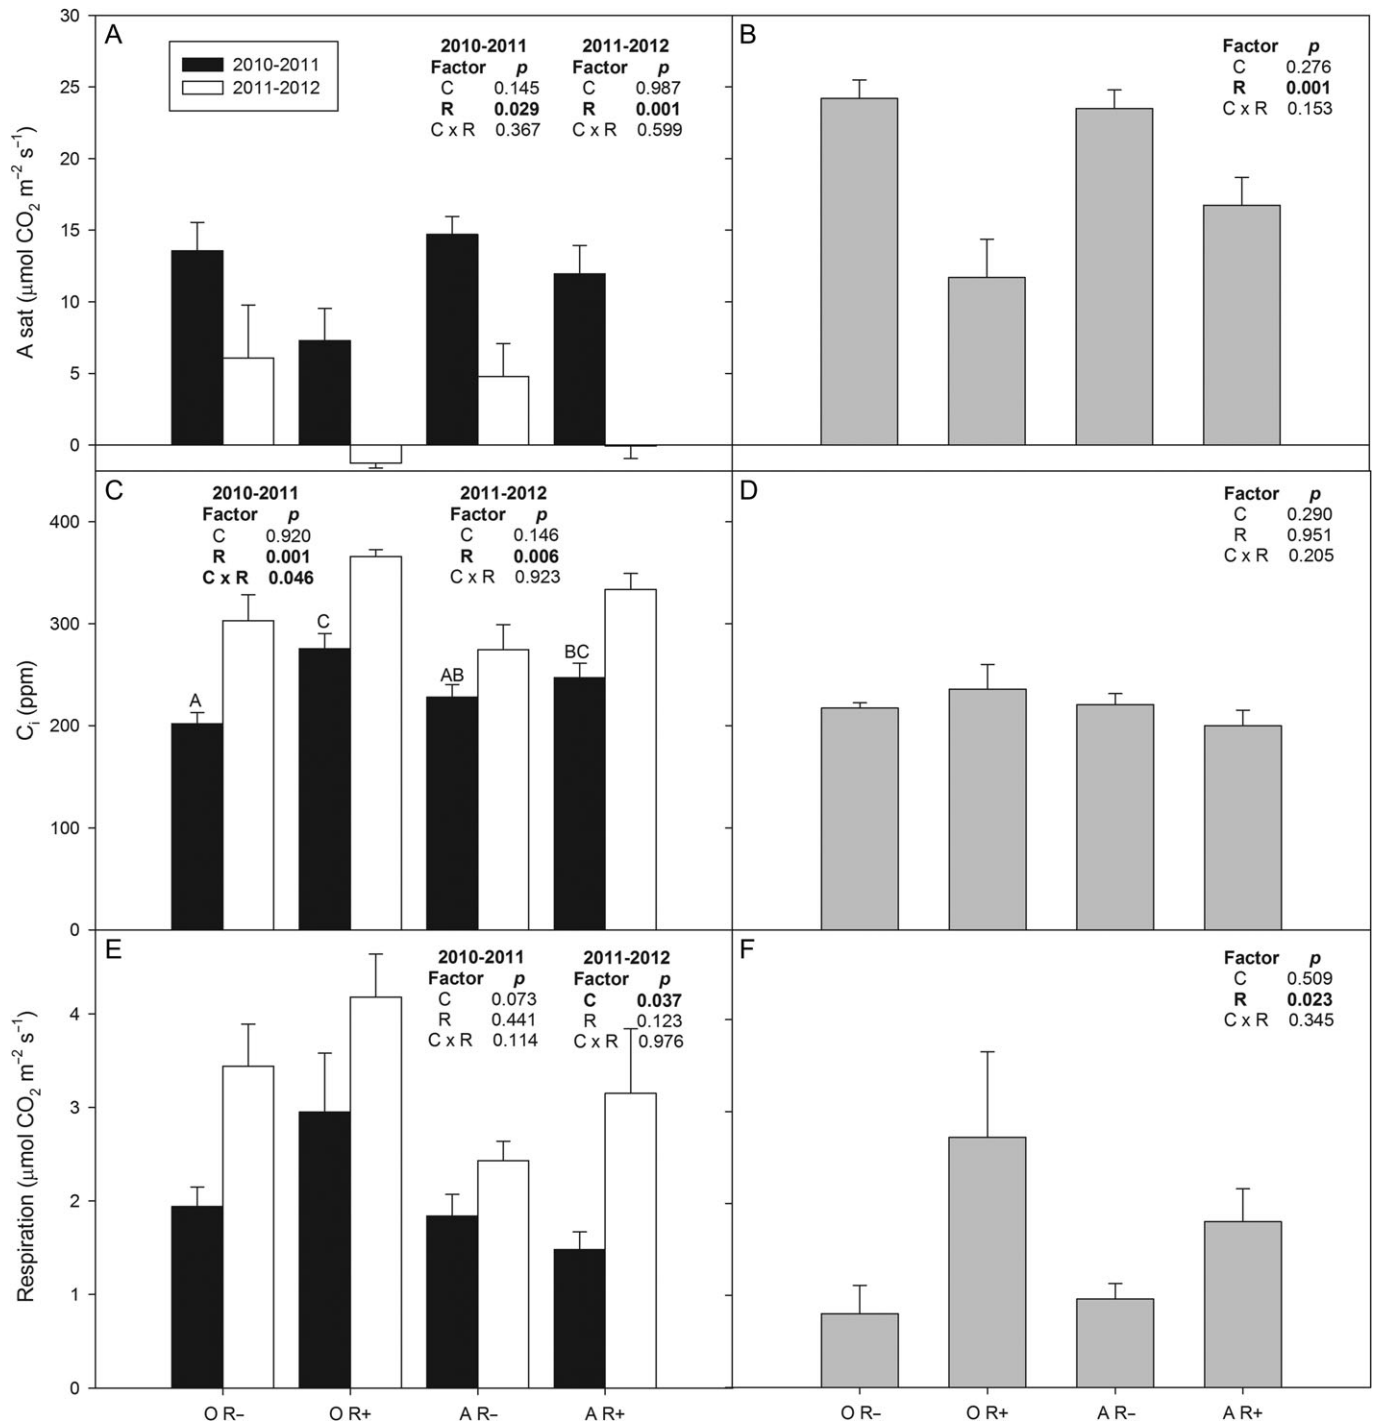 A
2010-2011
2011-2012
2010-2011 2011-2012
Factor p Factor p
C 0.145 C 0.987
R 0.029 R 0.001
C x R 0.367 C x R 0.599
30
25
20
15
10
5
0
A sat (μmol CO₂ m⁻² s⁻¹)
B
Factor p
C 0.276
R 0.001
C x R 0.153
C
2010-2011 2011-2012
Factor p Factor p
C 0.920 C 0.146
R 0.001 R 0.006
C x R 0.046 C x R 0.923
A
C
AB
BC
400
300
200
100
0
Cᵢ (ppm)
D
Factor p
C 0.290
R 0.951
C x R 0.205
E
2010-2011 2011-2012
Factor p Factor p
C 0.073 C 0.037
R 0.441 R 0.123
C x R 0.114 C x R 0.976
4
3
2
1
0
Respiration (μmol CO₂ m⁻² s⁻¹)
F
Factor p
C 0.509
R 0.023
C x R 0.345
O R– O R+ A R– A R+
O R– O R+ A R– A R+